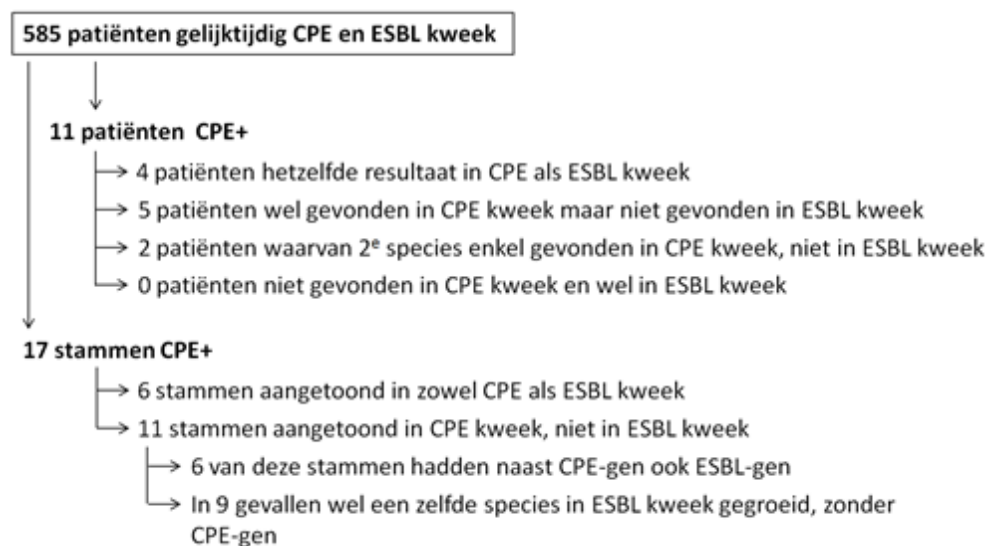 585 patiënten gelijktijdig CPE en ESBL kweek
11 patiënten CPE+
4 patiënten hetzelfde resultaat in CPE als ESBL kweek
5 patiënten wel gevonden in CPE kweek maar niet gevonden in ESBL kweek
2 patiënten waarvan 2e species enkel gevonden in CPE kweek, niet in ESBL kweek
0 patiënten niet gevonden in CPE kweek en wel in ESBL kweek
17 stammen CPE+
6 stammen aangetoond in zowel CPE als ESBL kweek
11 stammen aangetoond in CPE kweek, niet in ESBL kweek
6 van deze stammen hadden naast CPE-gen ook ESBL-gen
In 9 gevallen wel een zelfde species in ESBL kweek gegroeid, zonder
CPE-gen